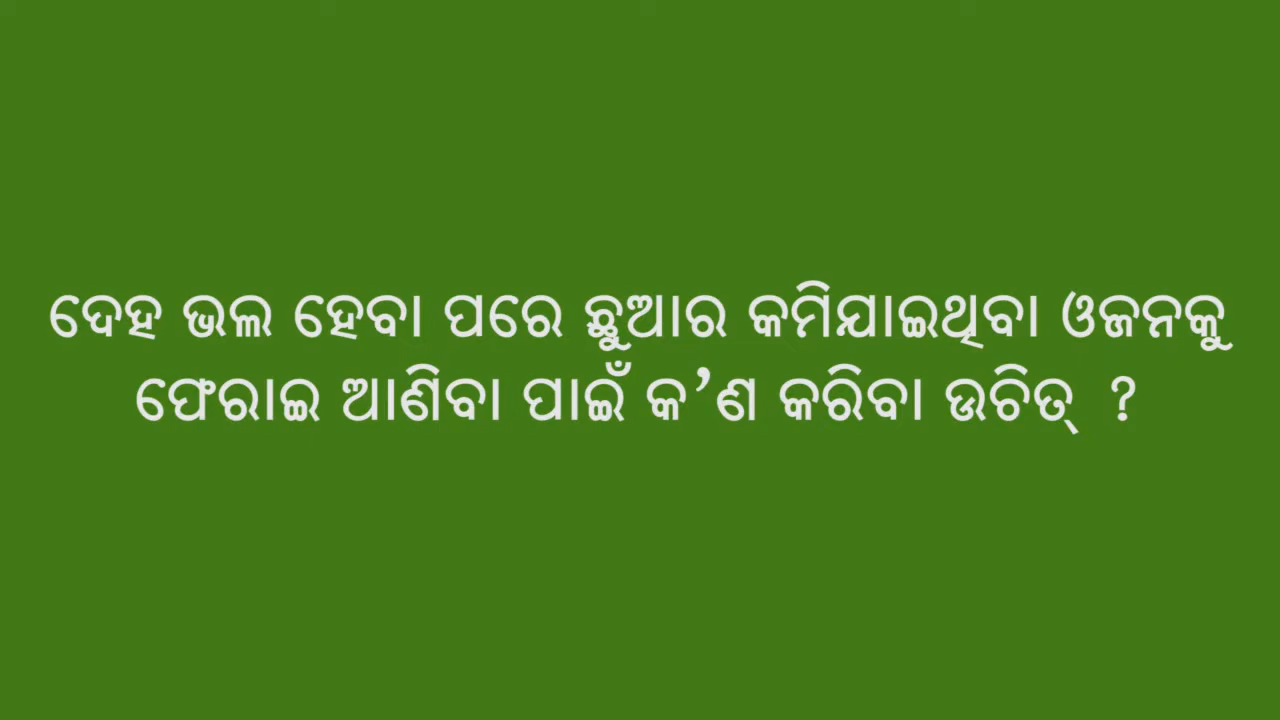 ଦେହ ଭଲ ହେବା ପରେ ଛୁଆର କମିଯାଇଥିବା ଓଜନକୁ
ଫେରାଇ ଆଣିବା ପାଇଁ କ’ଣ କରିବା ଉଚିତ୍ ?